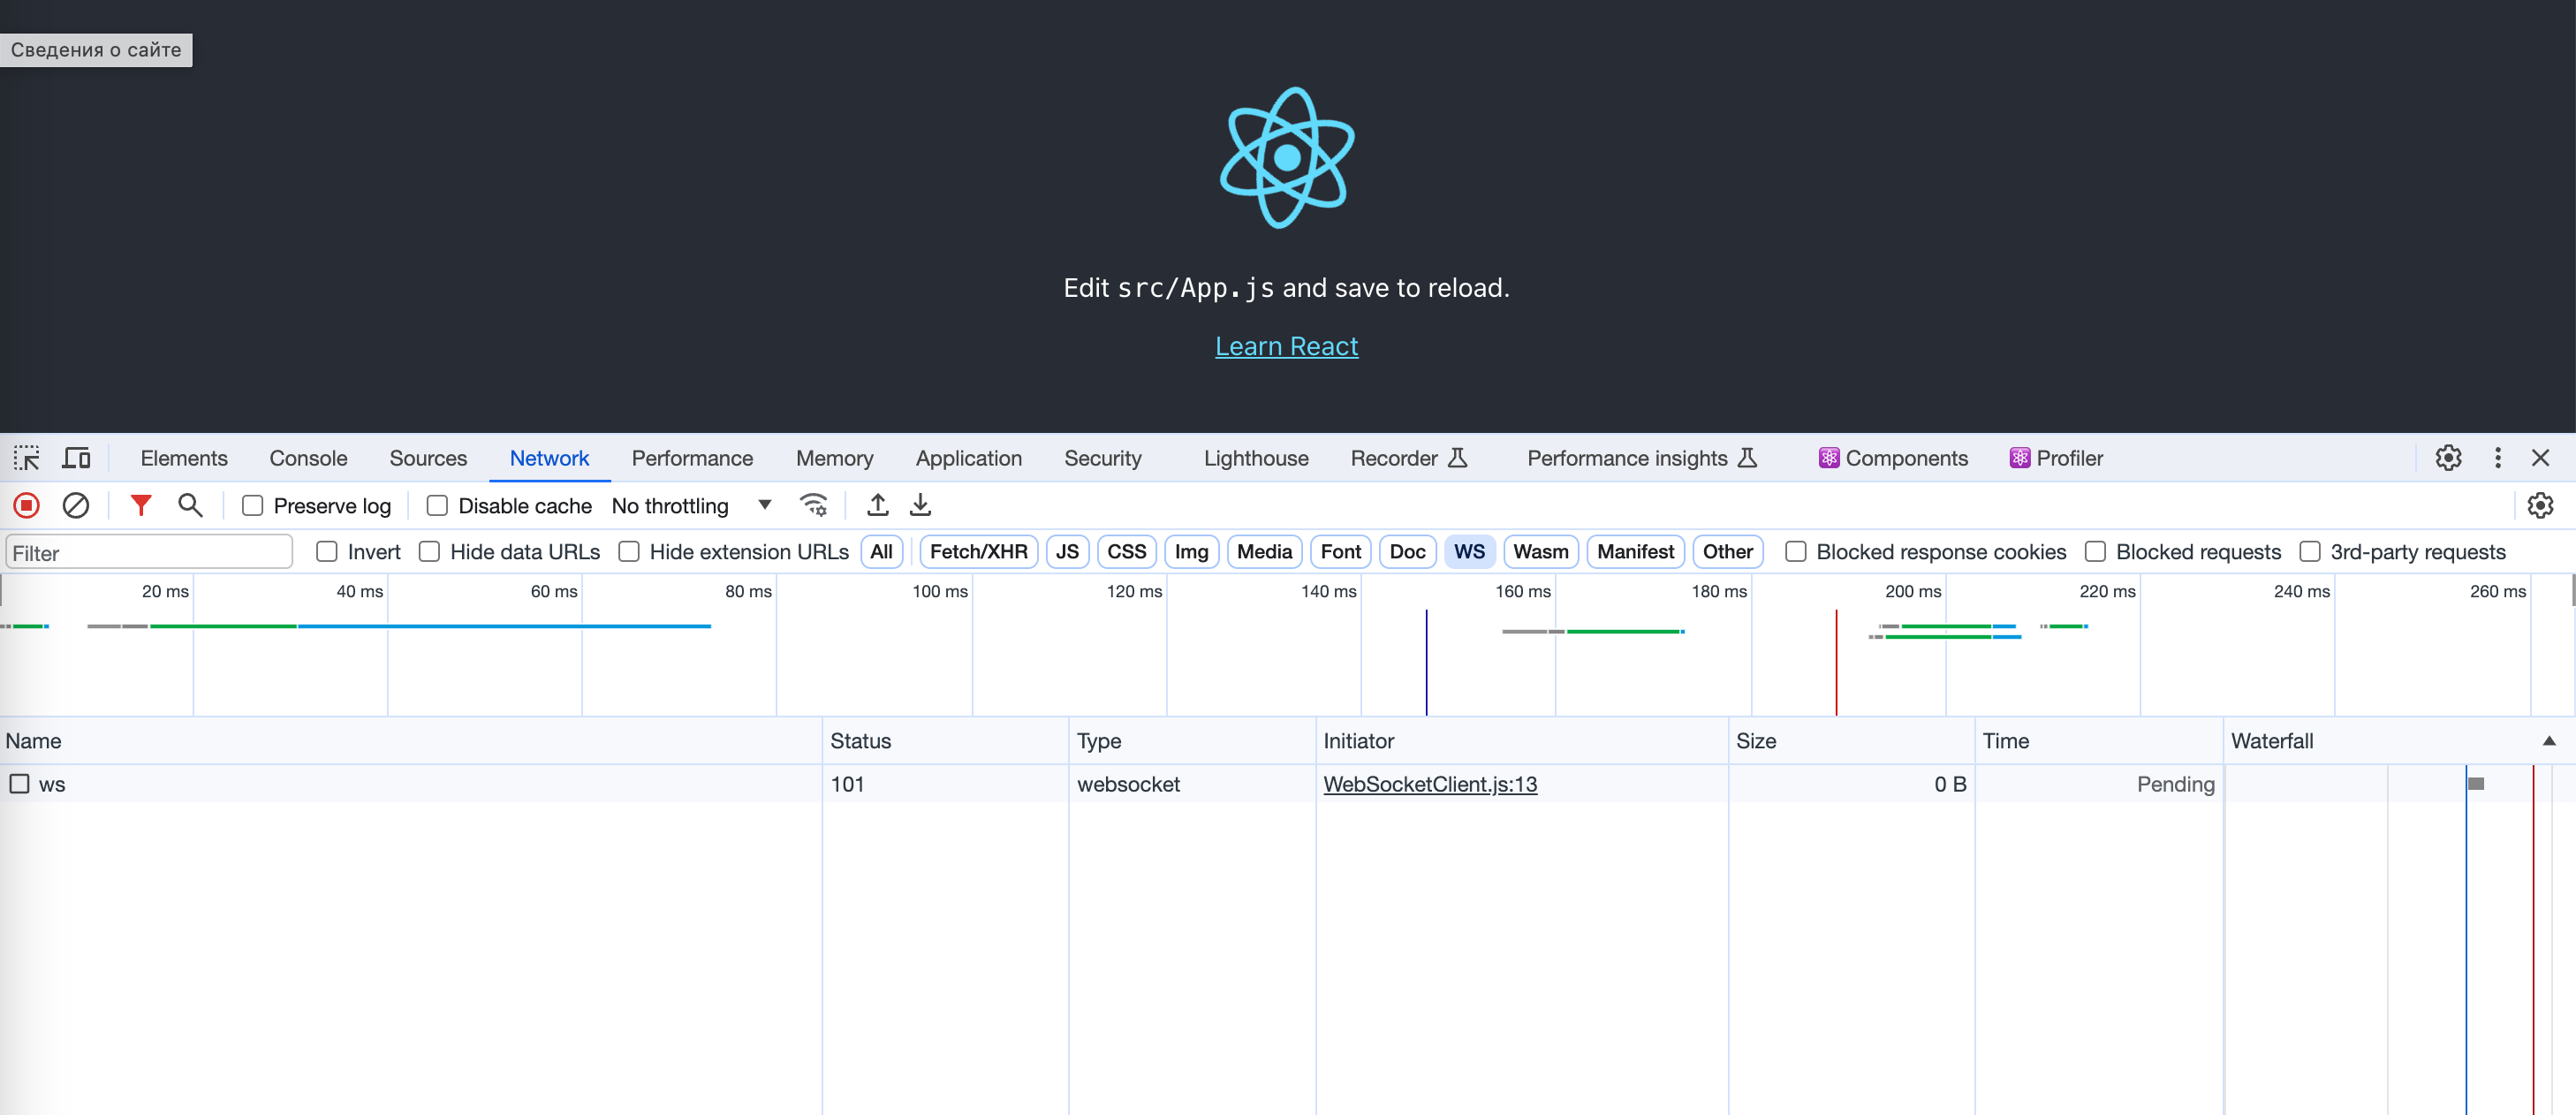 Сведения о сайте
Edit src/App.js and save to reload.
Learn React
Elements Console Sources Network Performance Memory Application Security Lighthouse Recorder Performance insights Components Profiler
Preserve log Disable cache No throttling
Filter Invert Hide data URLs Hide extension URLs All Fetch/XHR JS CSS Img Media Font Doc WS Wasm Manifest Other Blocked response cookies Blocked requests 3rd-party requests
20 ms 40 ms 60 ms 80 ms 100 ms 120 ms 140 ms 160 ms 180 ms 200 ms 220 ms 240 ms 260 ms
Name Status Type Initiator Size Time Waterfall
ws 101 websocket WebSocketClient.js:13 0 B Pending